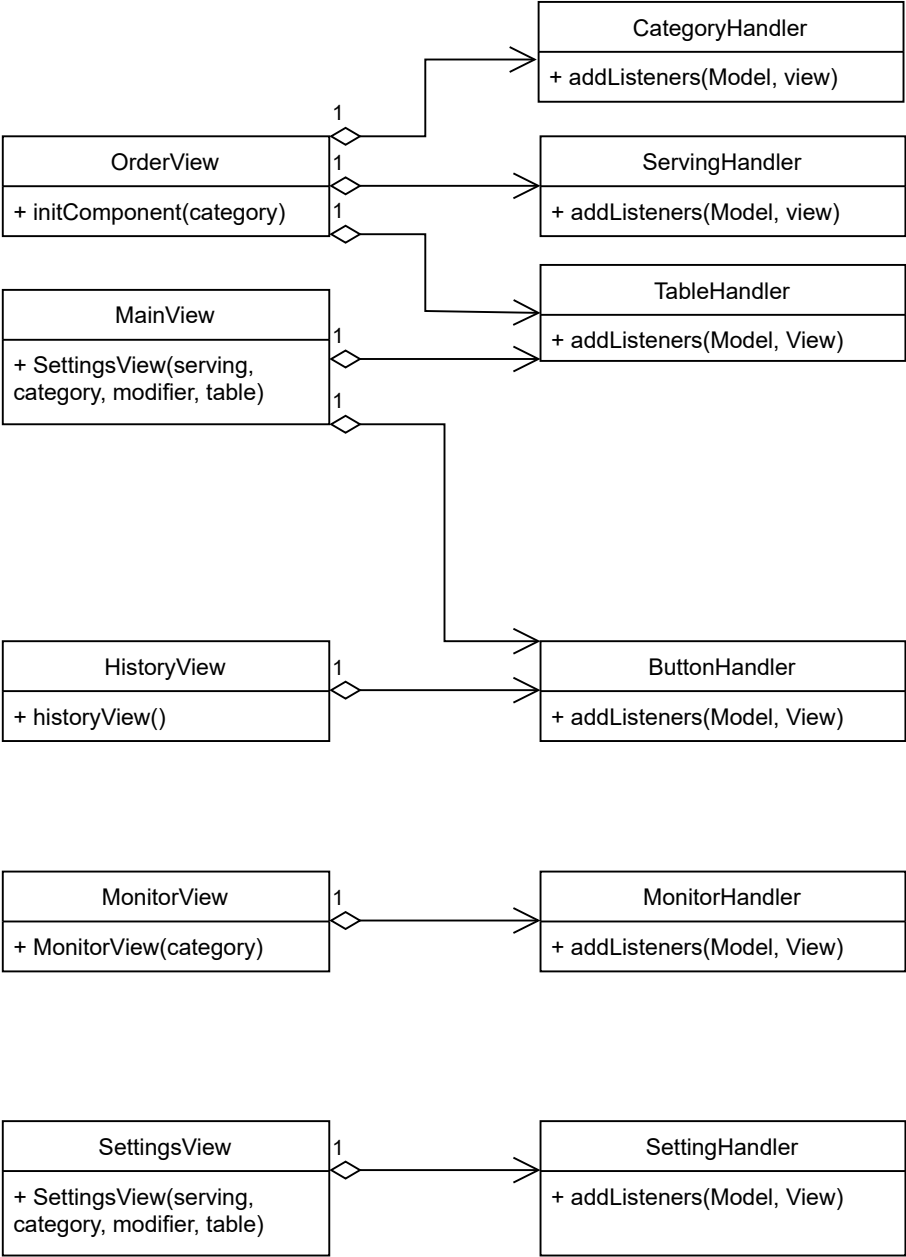 CategoryHandler
+ addListeners(Model, view)
1
OrderView
+ initComponent(category)
1
1
ServingHandler
+ addListeners(Model, view)
TableHandler
+ addListeners(Model, View)
MainView
+ SettingsView(serving,
category, modifier, table)
1
1
HistoryView
+ historyView()
1
ButtonHandler
+ addListeners(Model, View)
MonitorView
+ MonitorView(category)
1
MonitorHandler
+ addListeners(Model, View)
SettingsView
+ SettingsView(serving,
category, modifier, table)
1
SettingHandler
+ addListeners(Model, View)